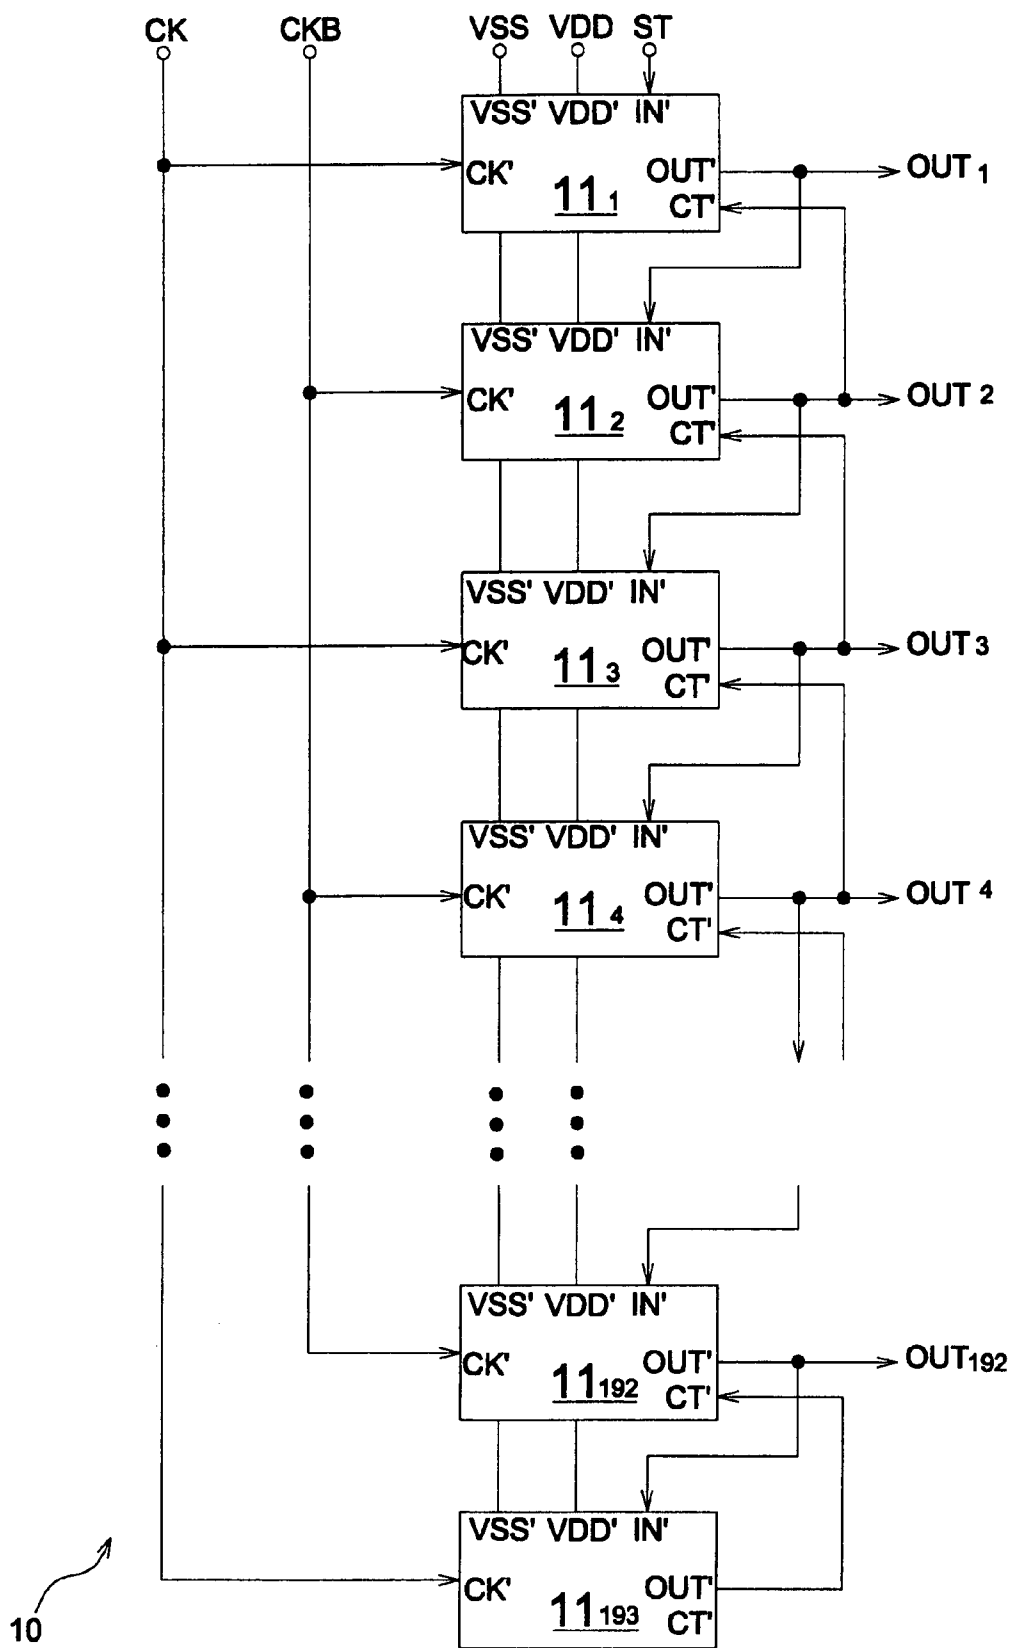 CK CKB VSS VDD ST
VSS' VDD' IN'
CK' 11 1 OUT' OUT 1
CT'
VSS' VDD' IN'
CK' 11 2 OUT' OUT 2
CT'
VSS' VDD' IN'
CK' 11 3 OUT' OUT 3
CT'
VSS' VDD' IN'
CK' 11 4 OUT' OUT 4
CT'
VSS' VDD' IN'
CK' 11 192 OUT' OUT 192
CT'
VSS' VDD' IN'
CK' 11 193 OUT'
CT'
10